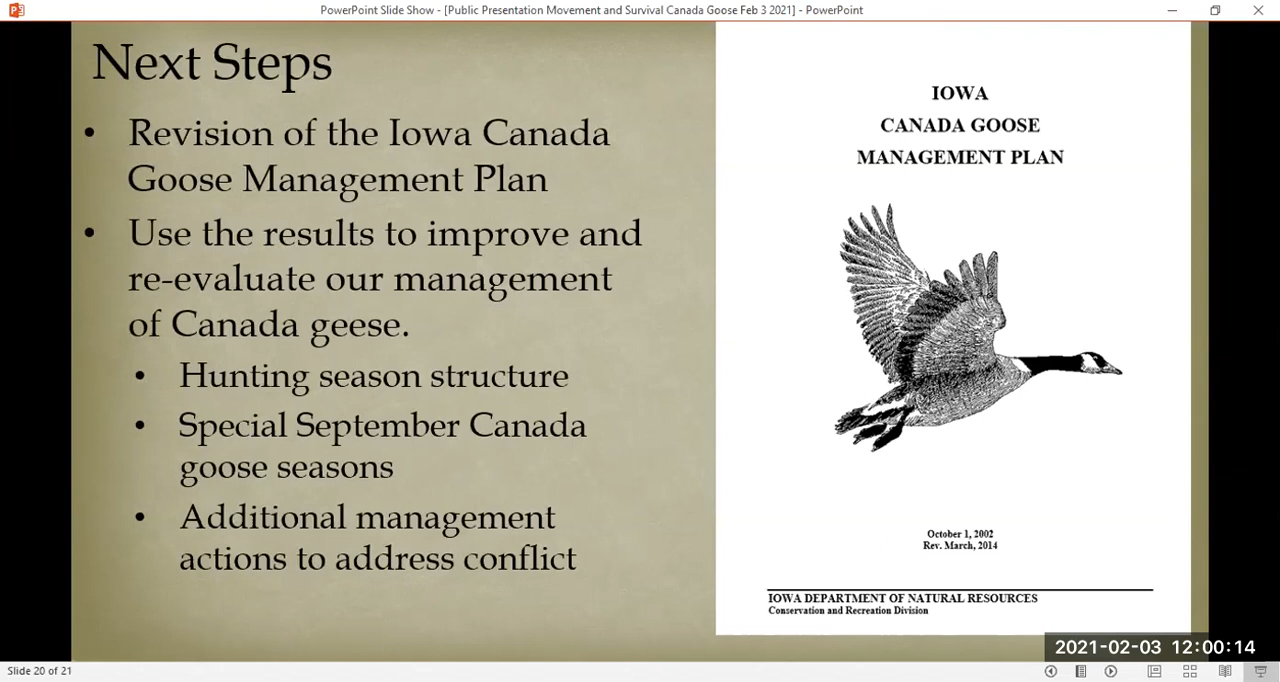 PowerPoint Slide Show - [Public Presentation Movement and Survival Canada Goose Feb 3 2021] - PowerPoint
Next Steps
• Revision of the Iowa Canada
Goose Management Plan
• Use the results to improve and
re-evaluate our management
of Canada geese.
• Hunting season structure
• Special September Canada
goose seasons
• Additional management
actions to address conflict
IOWA
CANADA GOOSE
MANAGEMENT PLAN
October 1, 2002
Rev. March, 2014
IOWA DEPARTMENT OF NATURAL RESOURCES
Conservation and Recreation Division
2021-02-03 12:00:14
Slide 20 of 21